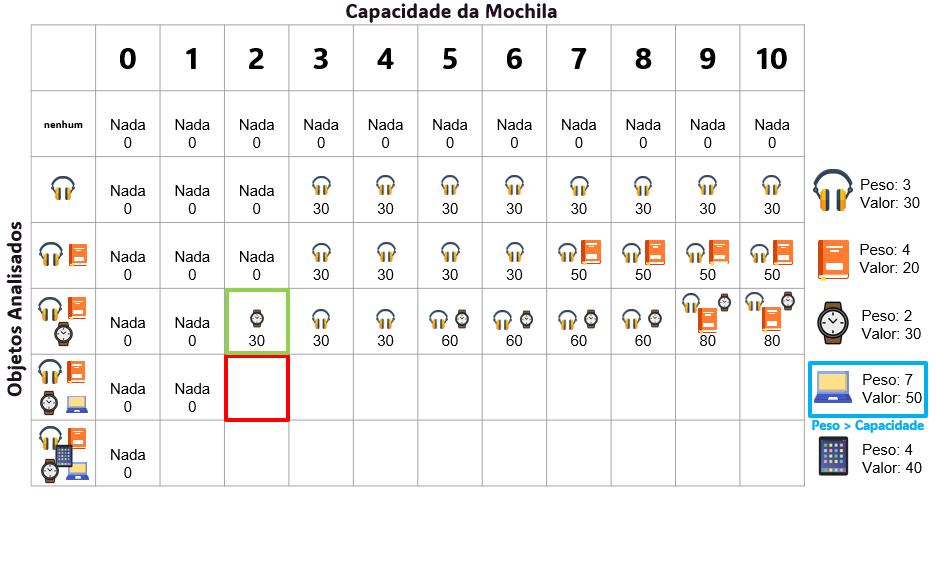 Capacidade da Mochila
0 1 2 3 4 5 6 7 8 9 10
Objetos Analisados
nenhum
Nada Nada Nada Nada Nada Nada Nada Nada Nada Nada Nada
0 0 0 0 0 0 0 0 0 0 0
Nada Nada Nada
0 0 0 30 30 30 30 30 30 30 30
Peso: 3
Valor: 30
Nada Nada Nada
0 0 0 30 30 30 30 50 50 50 50
Peso: 4
Valor: 20
Nada Nada
0 0 30 30 30 60 60 60 60 80 80
Peso: 2
Valor: 30
Nada Nada
0 0
Peso: 7
Valor: 50
Peso > Capacidade
Nada
0
Peso: 4
Valor: 40